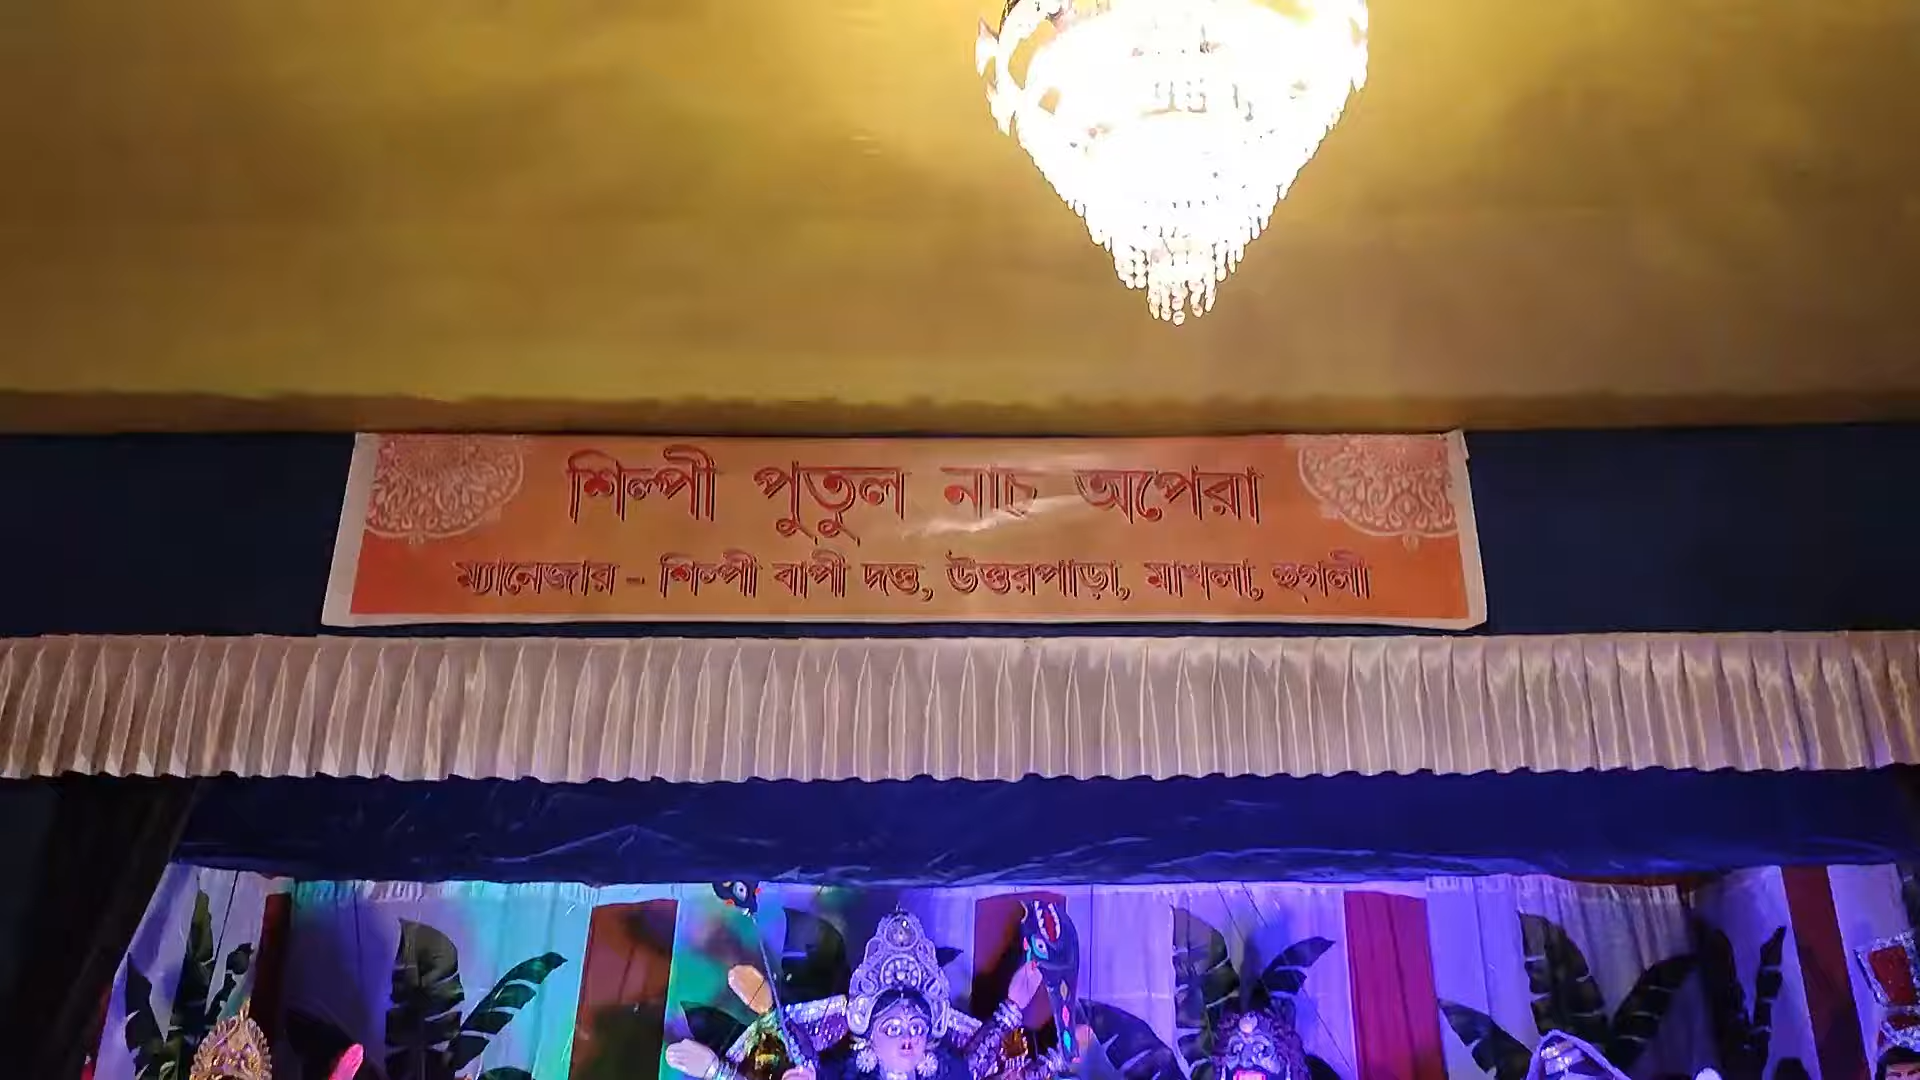 শিল্পী পুতুল নাচ অপেরা
ম্যানেজার - শিল্পী বাপী দত্ত, উত্তরপাড়া, মাখলা, হুগলী